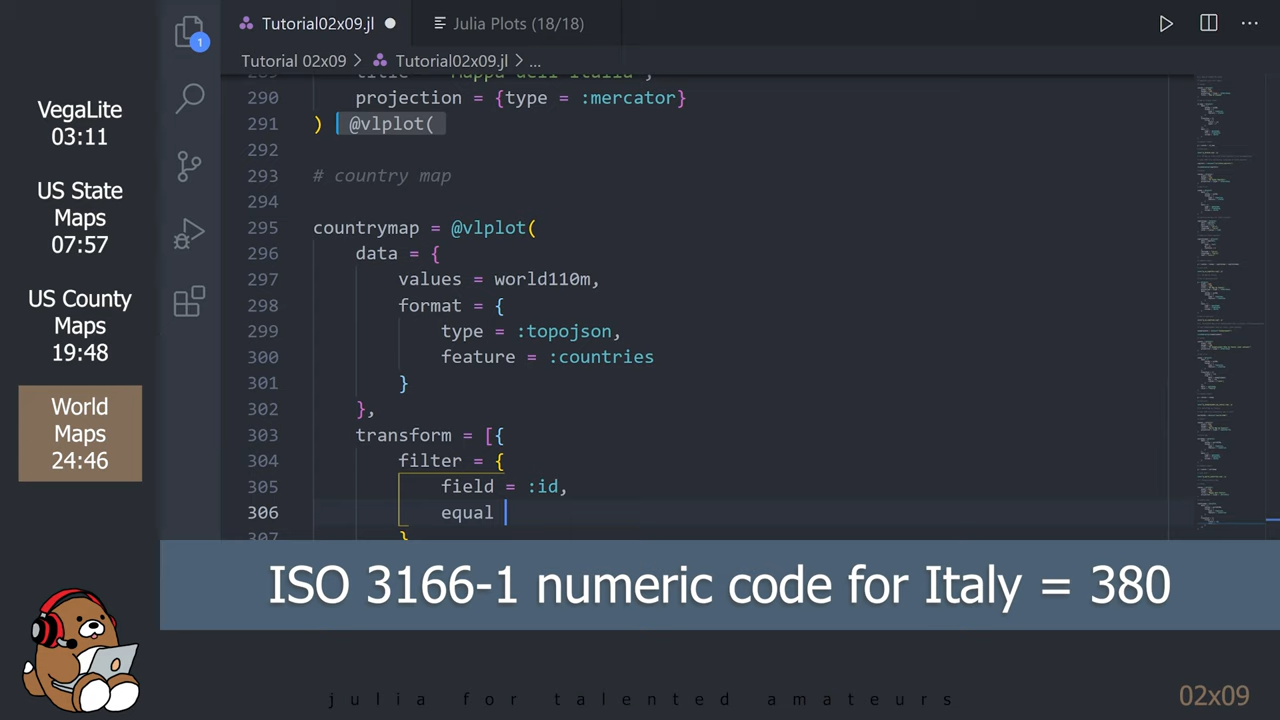 Tutorial02x09.jl
Julia Plots (18/18)
Tutorial 02x09 > Tutorial02x09.jl > ...
1
VegaLite
03:11
US State
Maps
07:57
US County
Maps
19:48
World
Maps
24:46
290 projection = {type = :mercator}
291 ) @vlplot(
292
293 # country map
294
295 countrymap = @vlplot(
296 data = {
297 values = world110m,
298 format = {
299 type = :topojson,
300 feature = :countries
301 }
302 },
303 transform = [{
304 filter = {
305 field = :id,
306 equal
307 }
ISO 3166-1 numeric code for Italy = 380
julia for talented amateurs
02x09